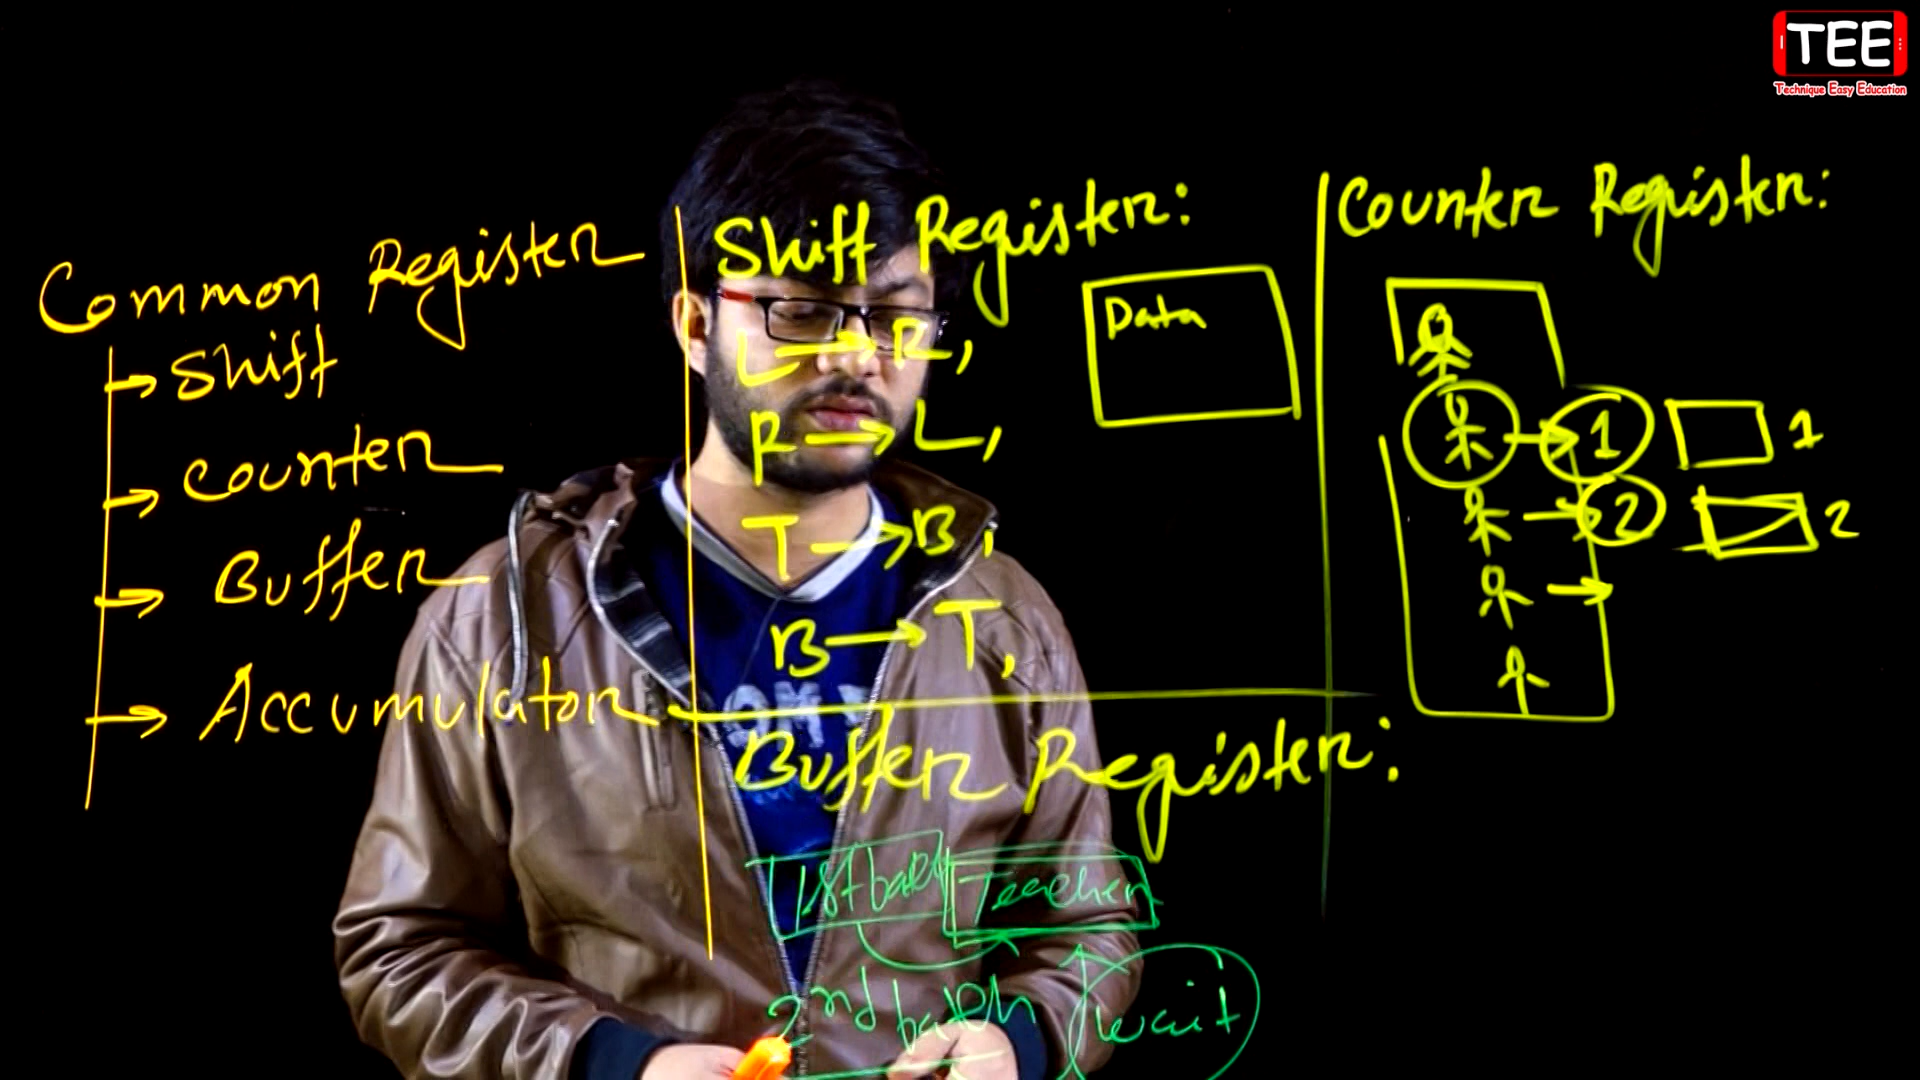 TEE
Technique Easy Education
Common Register
Shift
Counter
Buffer
Accumulator
Shift Register:
L → R,
R → L,
T → B,
B → T,
Data
Counter Register:
1
1
2
2
Buffer Register:
1st batch
Teacher
2nd batch
wait